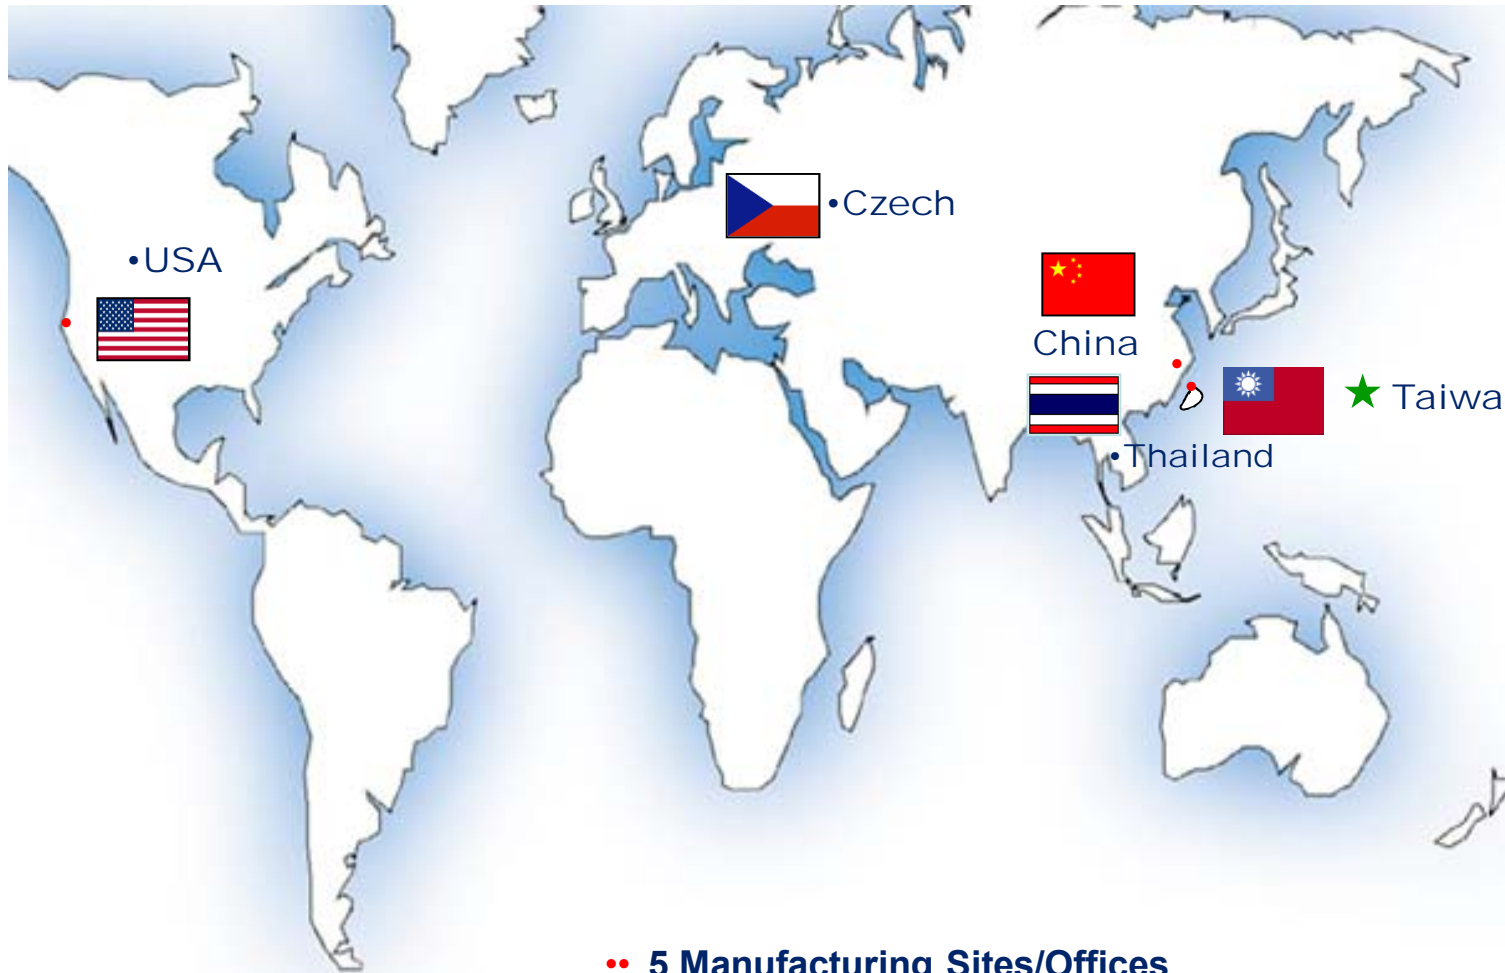 •Czech
•USA
China
★ Taiwa
•Thailand
•• 5 Manufacturing Sites/Offices